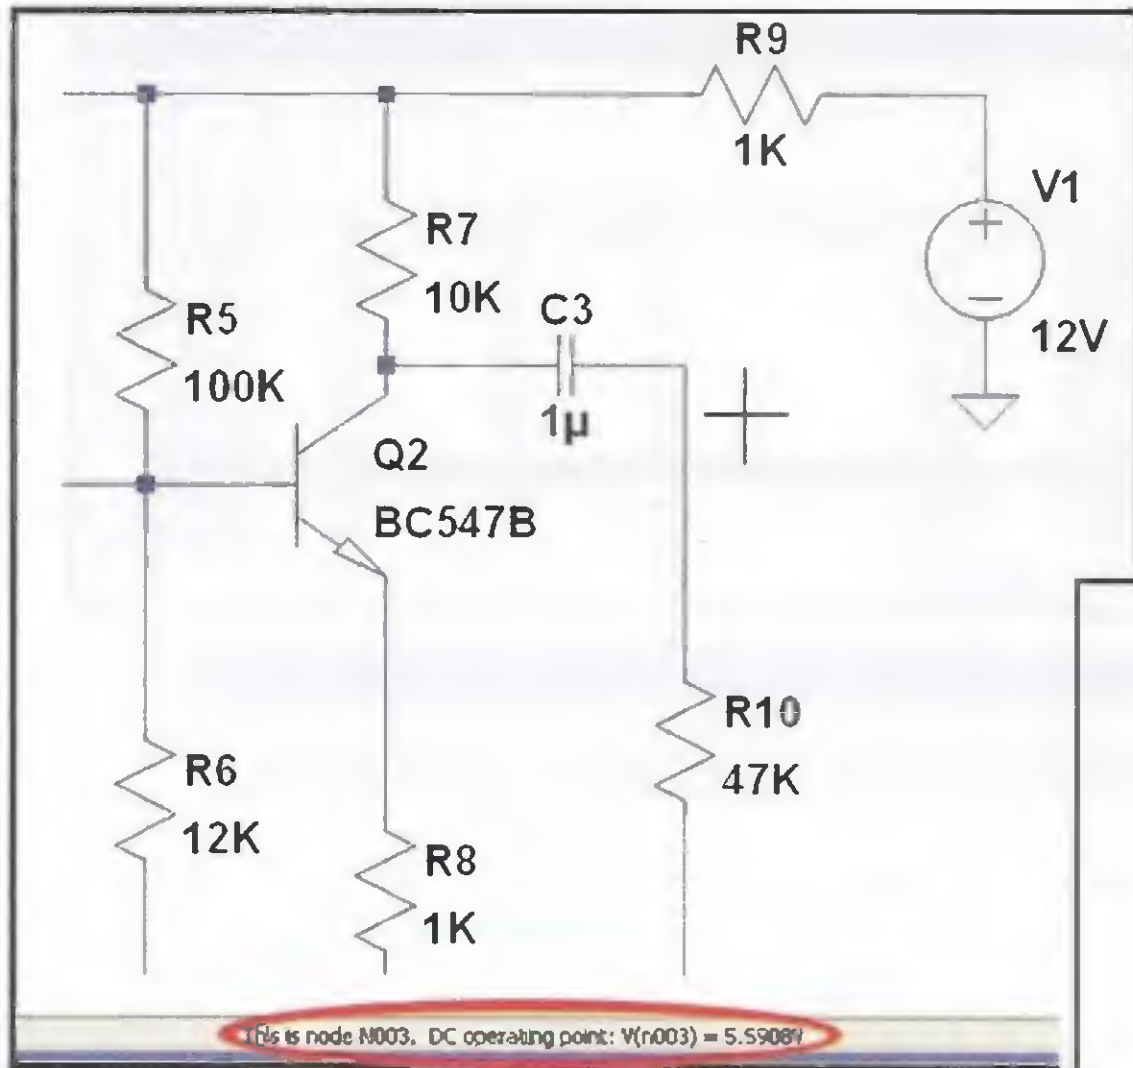 R9
1K
V1
12V
R7
10K
C3
1µ
R5
100K
Q2
BC547B
R10
47K
R6
12K
R8
1K
This is node N003. DC operating point: V(n003) = 5.5908V